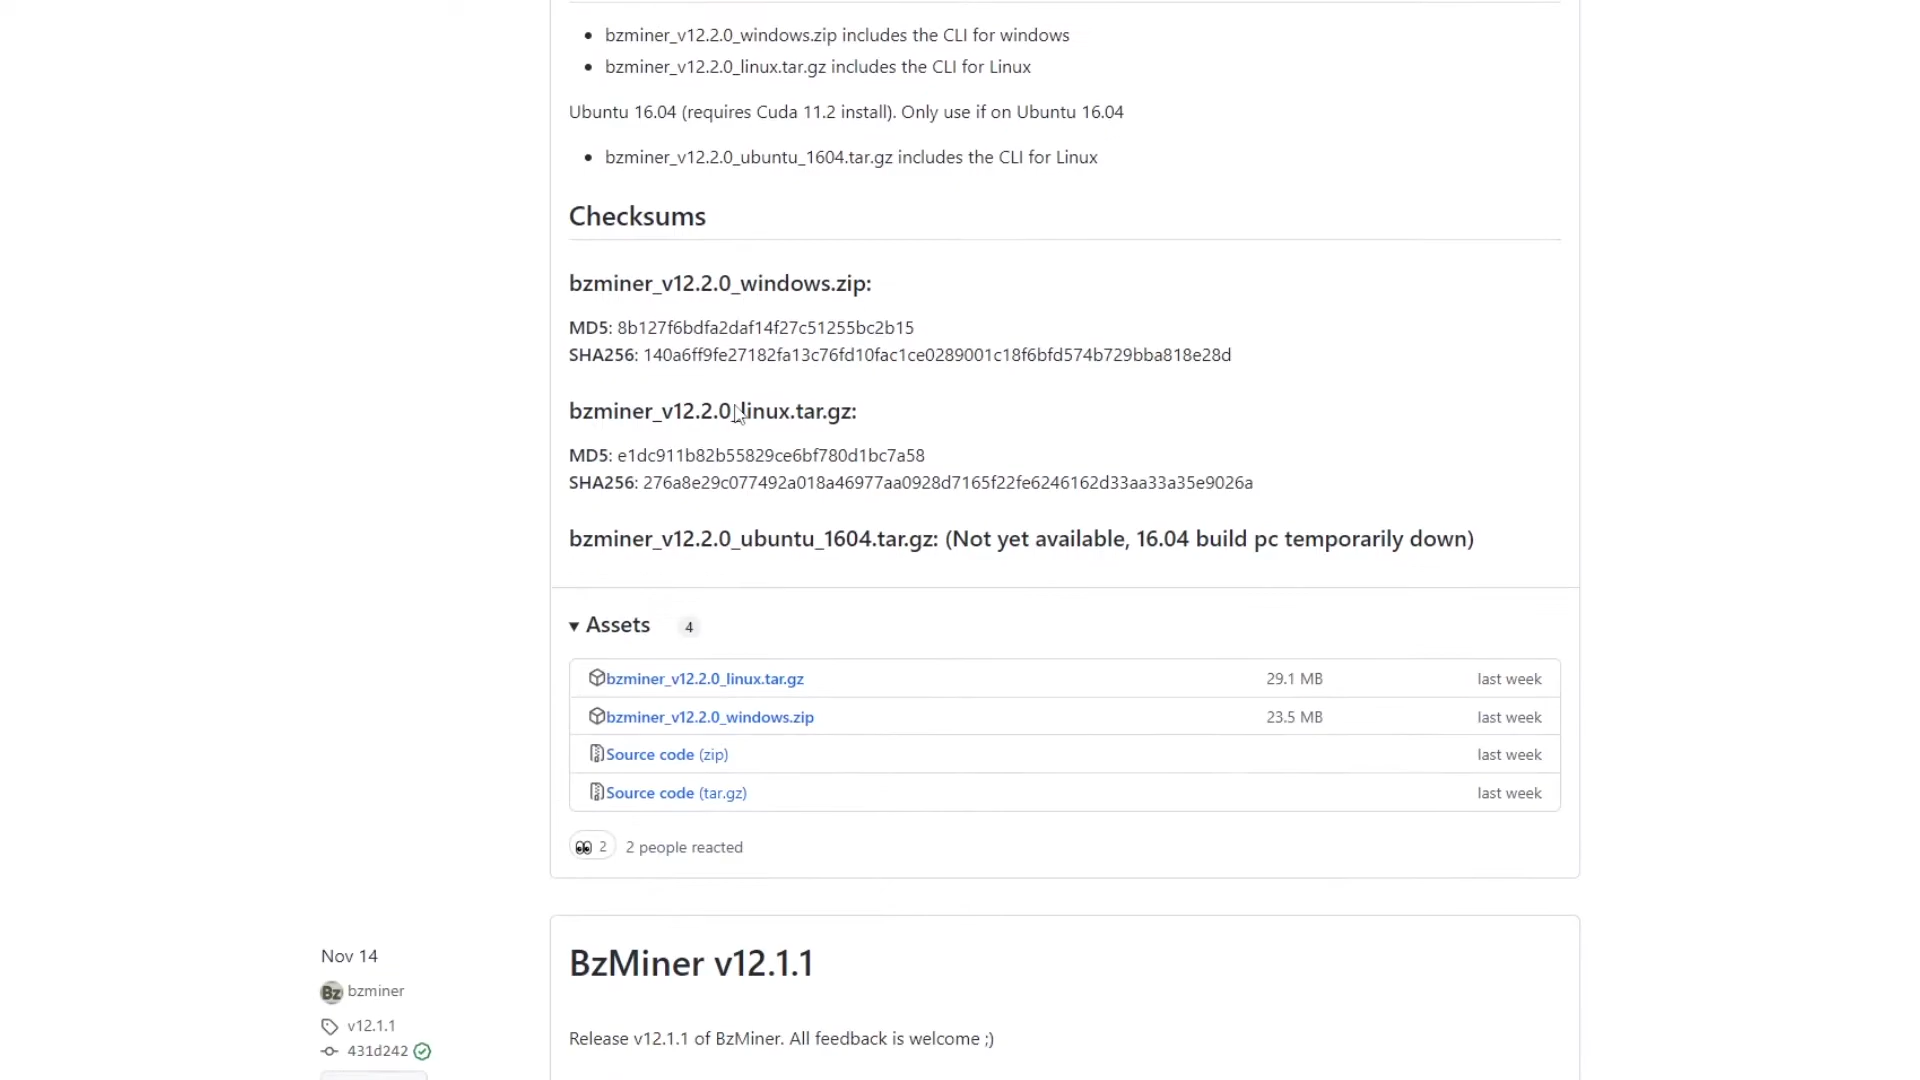 bzminer_v12.2.0_windows.zip includes the CLI for windows
bzminer_v12.2.0_linux.tar.gz includes the CLI for Linux
Ubuntu 16.04 (requires Cuda 11.2 install). Only use if on Ubuntu 16.04
bzminer_v12.2.0_ubuntu_1604.tar.gz includes the CLI for Linux
Checksums
bzminer_v12.2.0_windows.zip:
MD5: 8b127f6bdfa2daf14f27c51255bc2b15
SHA256: 140a6ff9fe27182fa13c76fd10fac1ce0289001c18f6bfd574b729bba818e28d
bzminer_v12.2.0_linux.tar.gz:
MD5: e1dc911b82b55829ce6bf780d1bc7a58
SHA256: 276a8e29c077492a018a46977aa0928d7165f22fe6246162d33aa33a35e9026a
bzminer_v12.2.0_ubuntu_1604.tar.gz: (Not yet available, 16.04 build pc temporarily down)
Assets 4
bzminer_v12.2.0_linux.tar.gz 29.1 MB last week
bzminer_v12.2.0_windows.zip 23.5 MB last week
Source code (zip) last week
Source code (tar.gz) last week
2 2 people reacted
Nov 14
Bz bzminer
v12.1.1
431d242
BzMiner v12.1.1
Release v12.1.1 of BzMiner. All feedback is welcome ;)